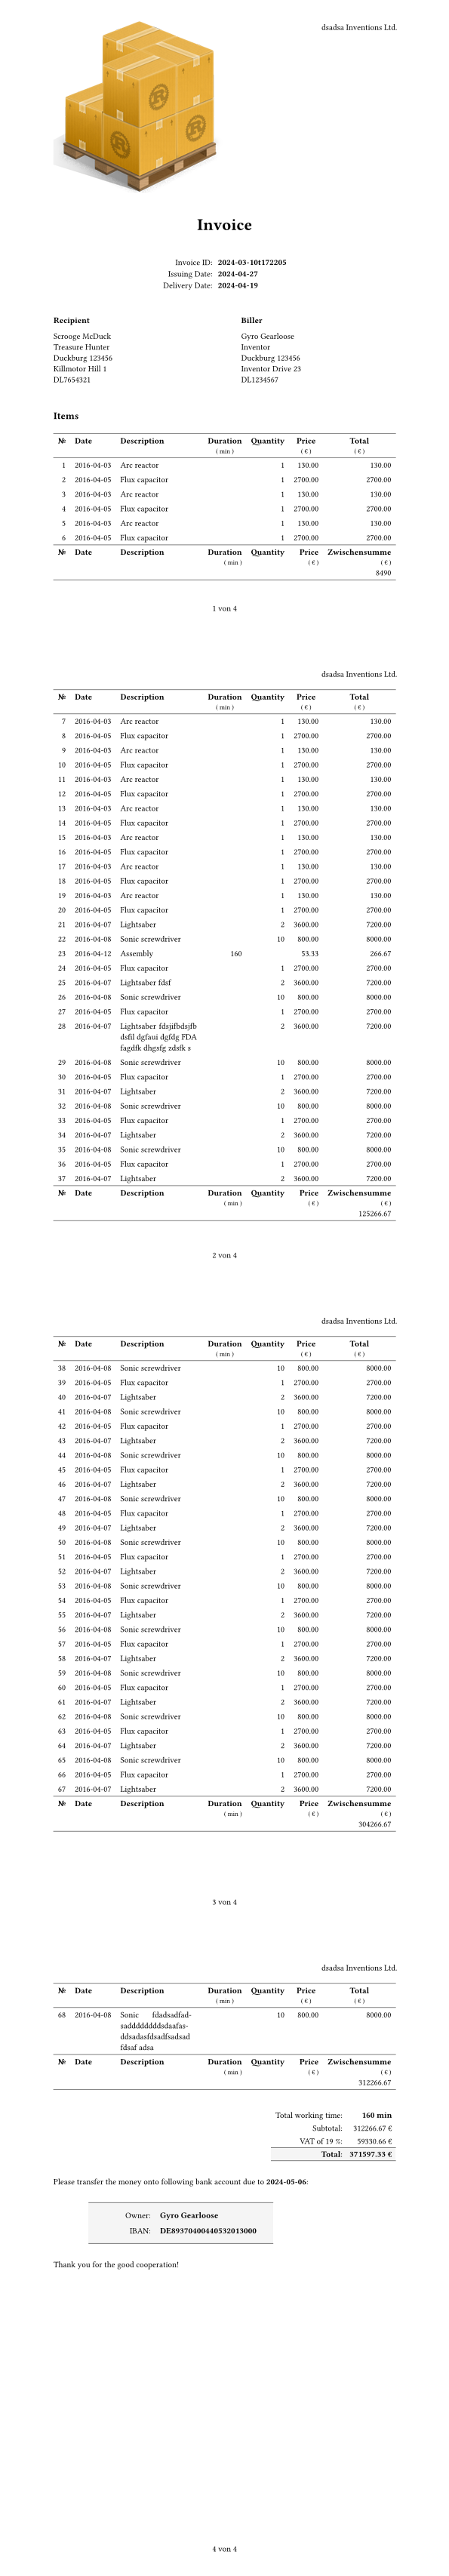 dsadsa Inventions Ltd.
Invoice
Invoice ID: 2024-03-10t172205
Issuing Date: 2024-04-27
Delivery Date: 2024-04-19
Recipient
Scrooge McDuck
Treasure Hunter
Duckburg 123456
Killmotor Hill 1
DL7654321
Biller
Gyro Gearloose
Inventor
Duckburg 123456
Inventor Drive 23
DL1234567
Items
№ Date Description Duration Quantity Price Total
( min ) ( € ) ( € )
1 2016-04-03 Arc reactor 1 130.00 130.00
2 2016-04-05 Flux capacitor 1 2700.00 2700.00
3 2016-04-03 Arc reactor 1 130.00 130.00
4 2016-04-05 Flux capacitor 1 2700.00 2700.00
5 2016-04-03 Arc reactor 1 130.00 130.00
6 2016-04-05 Flux capacitor 1 2700.00 2700.00
№ Date Description Duration Quantity Price Zwischensumme
( min ) ( € ) ( € )
8490
1 von 4
dsadsa Inventions Ltd.
№ Date Description Duration Quantity Price Total
( min ) ( € ) ( € )
7 2016-04-03 Arc reactor 1 130.00 130.00
8 2016-04-05 Flux capacitor 1 2700.00 2700.00
9 2016-04-03 Arc reactor 1 130.00 130.00
10 2016-04-05 Flux capacitor 1 2700.00 2700.00
11 2016-04-03 Arc reactor 1 130.00 130.00
12 2016-04-05 Flux capacitor 1 2700.00 2700.00
13 2016-04-03 Arc reactor 1 130.00 130.00
14 2016-04-05 Flux capacitor 1 2700.00 2700.00
15 2016-04-03 Arc reactor 1 130.00 130.00
16 2016-04-05 Flux capacitor 1 2700.00 2700.00
17 2016-04-03 Arc reactor 1 130.00 130.00
18 2016-04-05 Flux capacitor 1 2700.00 2700.00
19 2016-04-03 Arc reactor 1 130.00 130.00
20 2016-04-05 Flux capacitor 1 2700.00 2700.00
21 2016-04-07 Lightsaber 2 3600.00 7200.00
22 2016-04-08 Sonic screwdriver 10 800.00 8000.00
23 2016-04-12 Assembly 160 53.33 266.67
24 2016-04-05 Flux capacitor 1 2700.00 2700.00
25 2016-04-07 Lightsaber fdsf 2 3600.00 7200.00
26 2016-04-08 Sonic screwdriver 10 800.00 8000.00
27 2016-04-05 Flux capacitor 1 2700.00 2700.00
28 2016-04-07 Lightsaber fdsjifbdsjfb 2 3600.00 7200.00
dsfil dgfaui dgfdg FDA
fagdfk dhgsfg zdsfk s
29 2016-04-08 Sonic screwdriver 10 800.00 8000.00
30 2016-04-05 Flux capacitor 1 2700.00 2700.00
31 2016-04-07 Lightsaber 2 3600.00 7200.00
32 2016-04-08 Sonic screwdriver 10 800.00 8000.00
33 2016-04-05 Flux capacitor 1 2700.00 2700.00
34 2016-04-07 Lightsaber 2 3600.00 7200.00
35 2016-04-08 Sonic screwdriver 10 800.00 8000.00
36 2016-04-05 Flux capacitor 1 2700.00 2700.00
37 2016-04-07 Lightsaber 2 3600.00 7200.00
№ Date Description Duration Quantity Price Zwischensumme
( min ) ( € ) ( € )
125266.67
2 von 4
dsadsa Inventions Ltd.
№ Date Description Duration Quantity Price Total
( min ) ( € ) ( € )
38 2016-04-08 Sonic screwdriver 10 800.00 8000.00
39 2016-04-05 Flux capacitor 1 2700.00 2700.00
40 2016-04-07 Lightsaber 2 3600.00 7200.00
41 2016-04-08 Sonic screwdriver 10 800.00 8000.00
42 2016-04-05 Flux capacitor 1 2700.00 2700.00
43 2016-04-07 Lightsaber 2 3600.00 7200.00
44 2016-04-08 Sonic screwdriver 10 800.00 8000.00
45 2016-04-05 Flux capacitor 1 2700.00 2700.00
46 2016-04-07 Lightsaber 2 3600.00 7200.00
47 2016-04-08 Sonic screwdriver 10 800.00 8000.00
48 2016-04-05 Flux capacitor 1 2700.00 2700.00
49 2016-04-07 Lightsaber 2 3600.00 7200.00
50 2016-04-08 Sonic screwdriver 10 800.00 8000.00
51 2016-04-05 Flux capacitor 1 2700.00 2700.00
52 2016-04-07 Lightsaber 2 3600.00 7200.00
53 2016-04-08 Sonic screwdriver 10 800.00 8000.00
54 2016-04-05 Flux capacitor 1 2700.00 2700.00
55 2016-04-07 Lightsaber 2 3600.00 7200.00
56 2016-04-08 Sonic screwdriver 10 800.00 8000.00
57 2016-04-05 Flux capacitor 1 2700.00 2700.00
58 2016-04-07 Lightsaber 2 3600.00 7200.00
59 2016-04-08 Sonic screwdriver 10 800.00 8000.00
60 2016-04-05 Flux capacitor 1 2700.00 2700.00
61 2016-04-07 Lightsaber 2 3600.00 7200.00
62 2016-04-08 Sonic screwdriver 10 800.00 8000.00
63 2016-04-05 Flux capacitor 1 2700.00 2700.00
64 2016-04-07 Lightsaber 2 3600.00 7200.00
65 2016-04-08 Sonic screwdriver 10 800.00 8000.00
66 2016-04-05 Flux capacitor 1 2700.00 2700.00
67 2016-04-07 Lightsaber 2 3600.00 7200.00
№ Date Description Duration Quantity Price Zwischensumme
( min ) ( € ) ( € )
304266.67
3 von 4
dsadsa Inventions Ltd.
№ Date Description Duration Quantity Price Total
( min ) ( € ) ( € )
68 2016-04-08 Sonic fdadsadfad- 10 800.00 8000.00
sadddddddddsdaafas-
ddsadasfdsadfsadsad
fdsaf adsa
№ Date Description Duration Quantity Price Zwischensumme
( min ) ( € ) ( € )
312266.67
Total working time: 160 min
Subtotal: 312266.67 €
VAT of 19 %: 59330.66 €
Total: 371597.33 €
Please transfer the money onto following bank account due to 2024-05-06:
Owner: Gyro Gearloose
IBAN: DE89370400440532013000
Thank you for the good cooperation!
4 von 4